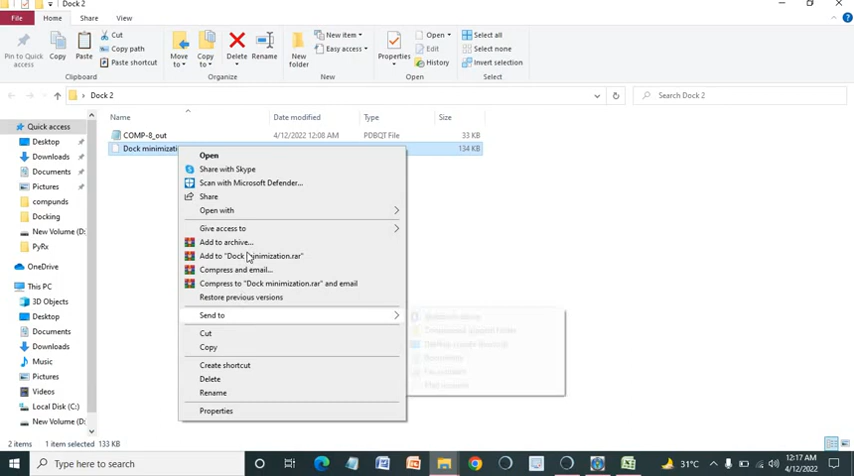 Dock 2
File Home Share View
Pin to Quick access
Copy
Paste
Cut
Copy path
Paste shortcut
Clipboard
Move to
Copy to
Delete
Rename
Organize
New folder
New item
Easy access
New
Properties
Open
Edit
History
Open
Select all
Select none
Invert selection
Select
Dock 2
Search Dock 2
Name Date modified Type Size
Quick access
Desktop
Downloads
Documents
Pictures
compunds
Docking
New Volume (D:)
PyRx
OneDrive
This PC
3D Objects
Desktop
Documents
Downloads
Music
Pictures
Videos
Local Disk (C:)
New Volume (D:)
COMP-8_out 4/12/2022 12:08 AM PDBQT File 33 KB
Dock minimizati 134 KB
Open
Share with Skype
Scan with Microsoft Defender...
Share
Open with
Give access to
Add to archive...
Add to "Dock minimization.rar"
Compress and email...
Compress to "Dock minimization.rar" and email
Restore previous versions
Send to
Cut
Copy
Create shortcut
Delete
Rename
Properties
2 items 1 item selected 133 KB
Type here to search
31°C
12:17 AM
4/12/2022